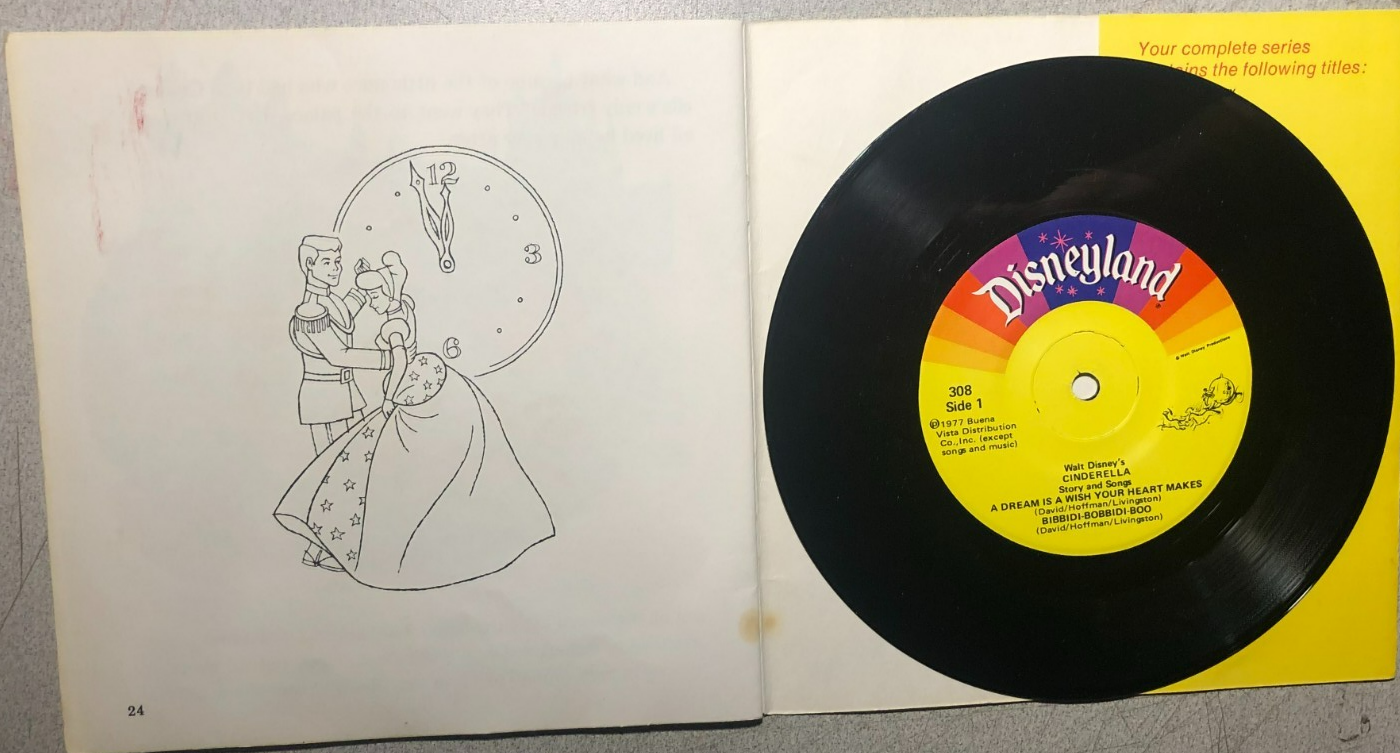 12
3
6
24
Your complete series
the following titles:
Disneyland
© Walt Disney Productions
308
Side 1
℗1977 Buena
Vista Distribution
Co.,Inc. (except
songs and music)
Walt Disney's
CINDERELLA
Story and Songs
A DREAM IS A WISH YOUR HEART MAKES
(David/Hoffman/Livingston)
BIBBIDI-BOBBIDI-BOO
(David/Hoffman/Livingston)